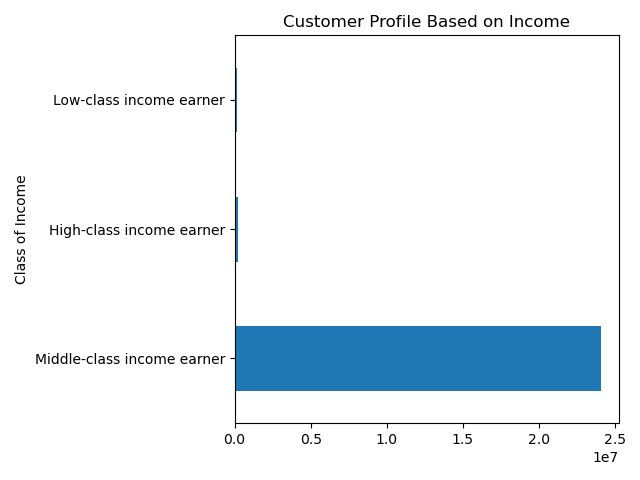 Customer Profile Based on Income
Class of Income
Low-class income earner
High-class income earner
Middle-class income earner
0.0 0.5 1.0 1.5 2.0 2.5
1e7